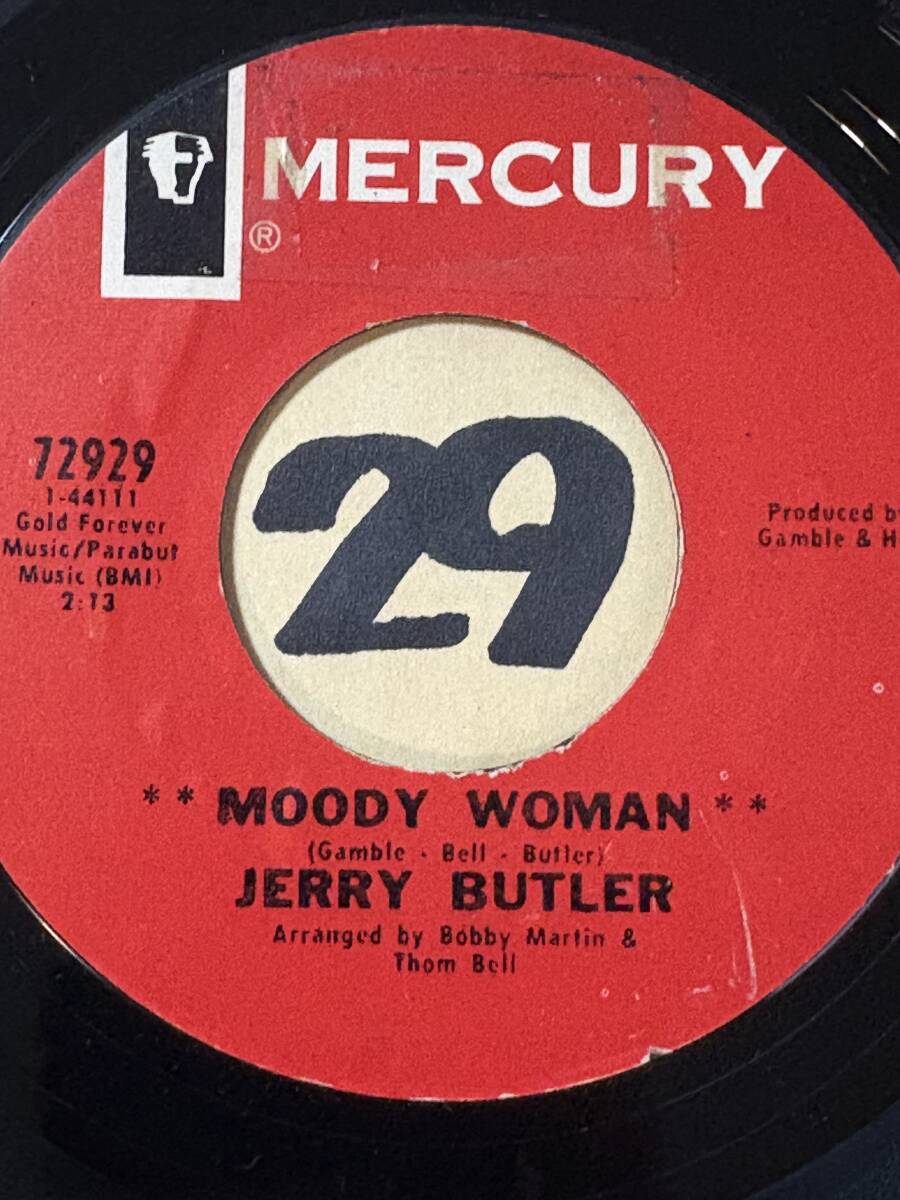 MERCURY
®
72929
1-44111
Gold Forever
Music/Parabut
Music (BMI)
2:13
Produced by
Gamble & H
29
** MOODY WOMAN **
(Gamble - Bell - Butler)
JERRY BUTLER
Arranged by Bobby Martin &
Thom Bell